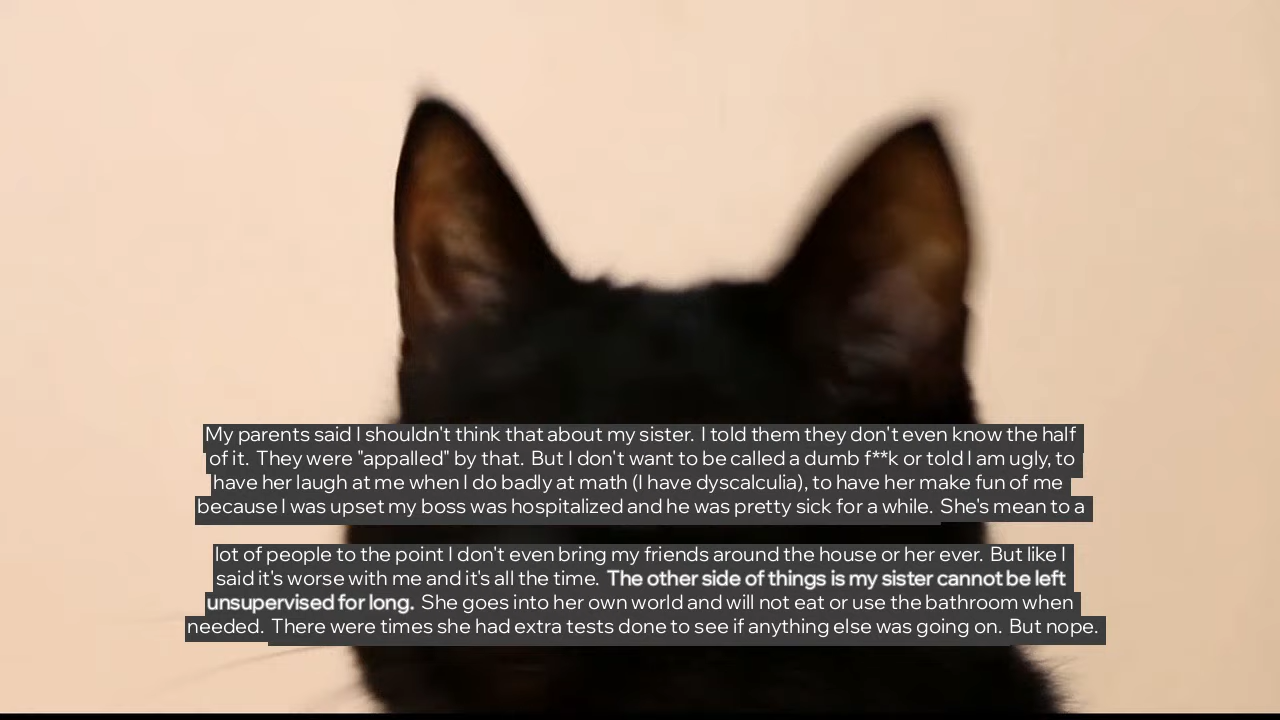 My parents said I shouldn't think that about my sister. I told them they don't even know the half
of it. They were "appalled" by that. But I don't want to be called a dumb f**k or told I am ugly, to
have her laugh at me when I do badly at math (I have dyscalculia), to have her make fun of me
because I was upset my boss was hospitalized and he was pretty sick for a while. She's mean to a
lot of people to the point I don't even bring my friends around the house or her ever. But like I
said it's worse with me and it's all the time. The other side of things is my sister cannot be left
unsupervised for long. She goes into her own world and will not eat or use the bathroom when
needed. There were times she had extra tests done to see if anything else was going on. But nope.